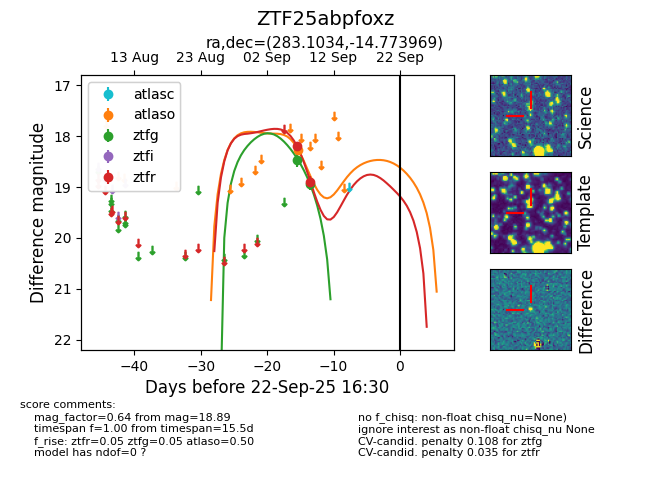 ZTF25abpfoxz
ra,dec=(283.1034,-14.773969)
13 Aug 23 Aug 02 Sep 12 Sep 22 Sep
atlasc
atlaso
ztfg
ztfi
ztfr
17
18
19
20
21
22
Difference magnitude
−40 −30 −20 −10 0
Days before 22-Sep-25 16:30
Science
Template
Difference
score comments:
mag_factor=0.64 from mag=18.89
timespan f=1.00 from timespan=15.5d
f_rise: ztfr=0.05 ztfg=0.05 atlaso=0.50
model has ndof=0 ?
no f_chisq: non-float chisq_nu=None)
ignore interest as non-float chisq_nu None
CV-candid. penalty 0.108 for ztfg
CV-candid. penalty 0.035 for ztfr